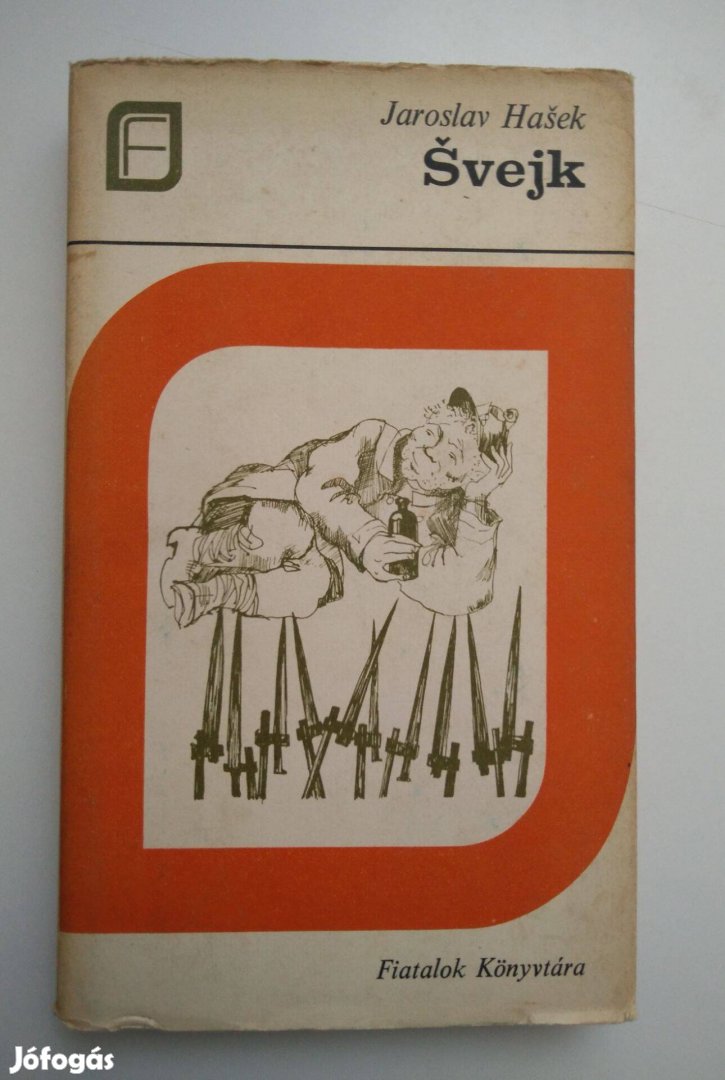 F
Jaroslav Hašek
Švejk
Fiatalok Könyvtára
Jófogás